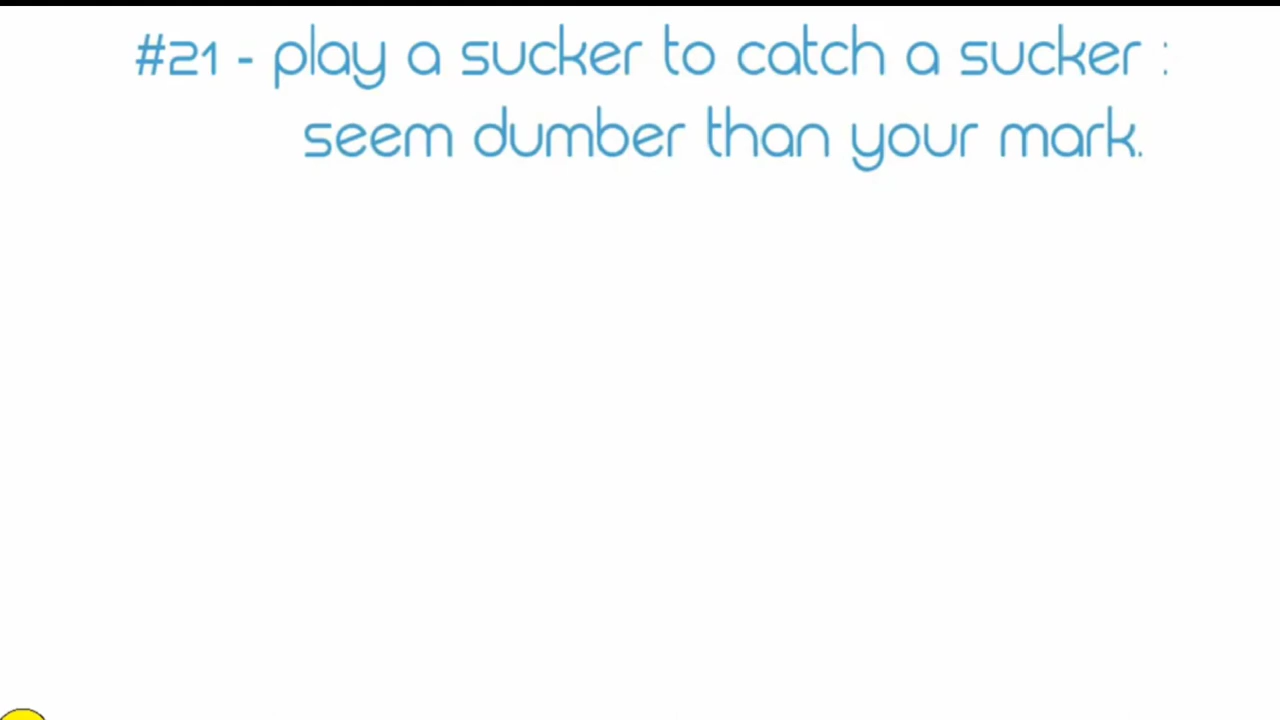 #21 - play a sucker to catch a sucker :
seem dumber than your mark.